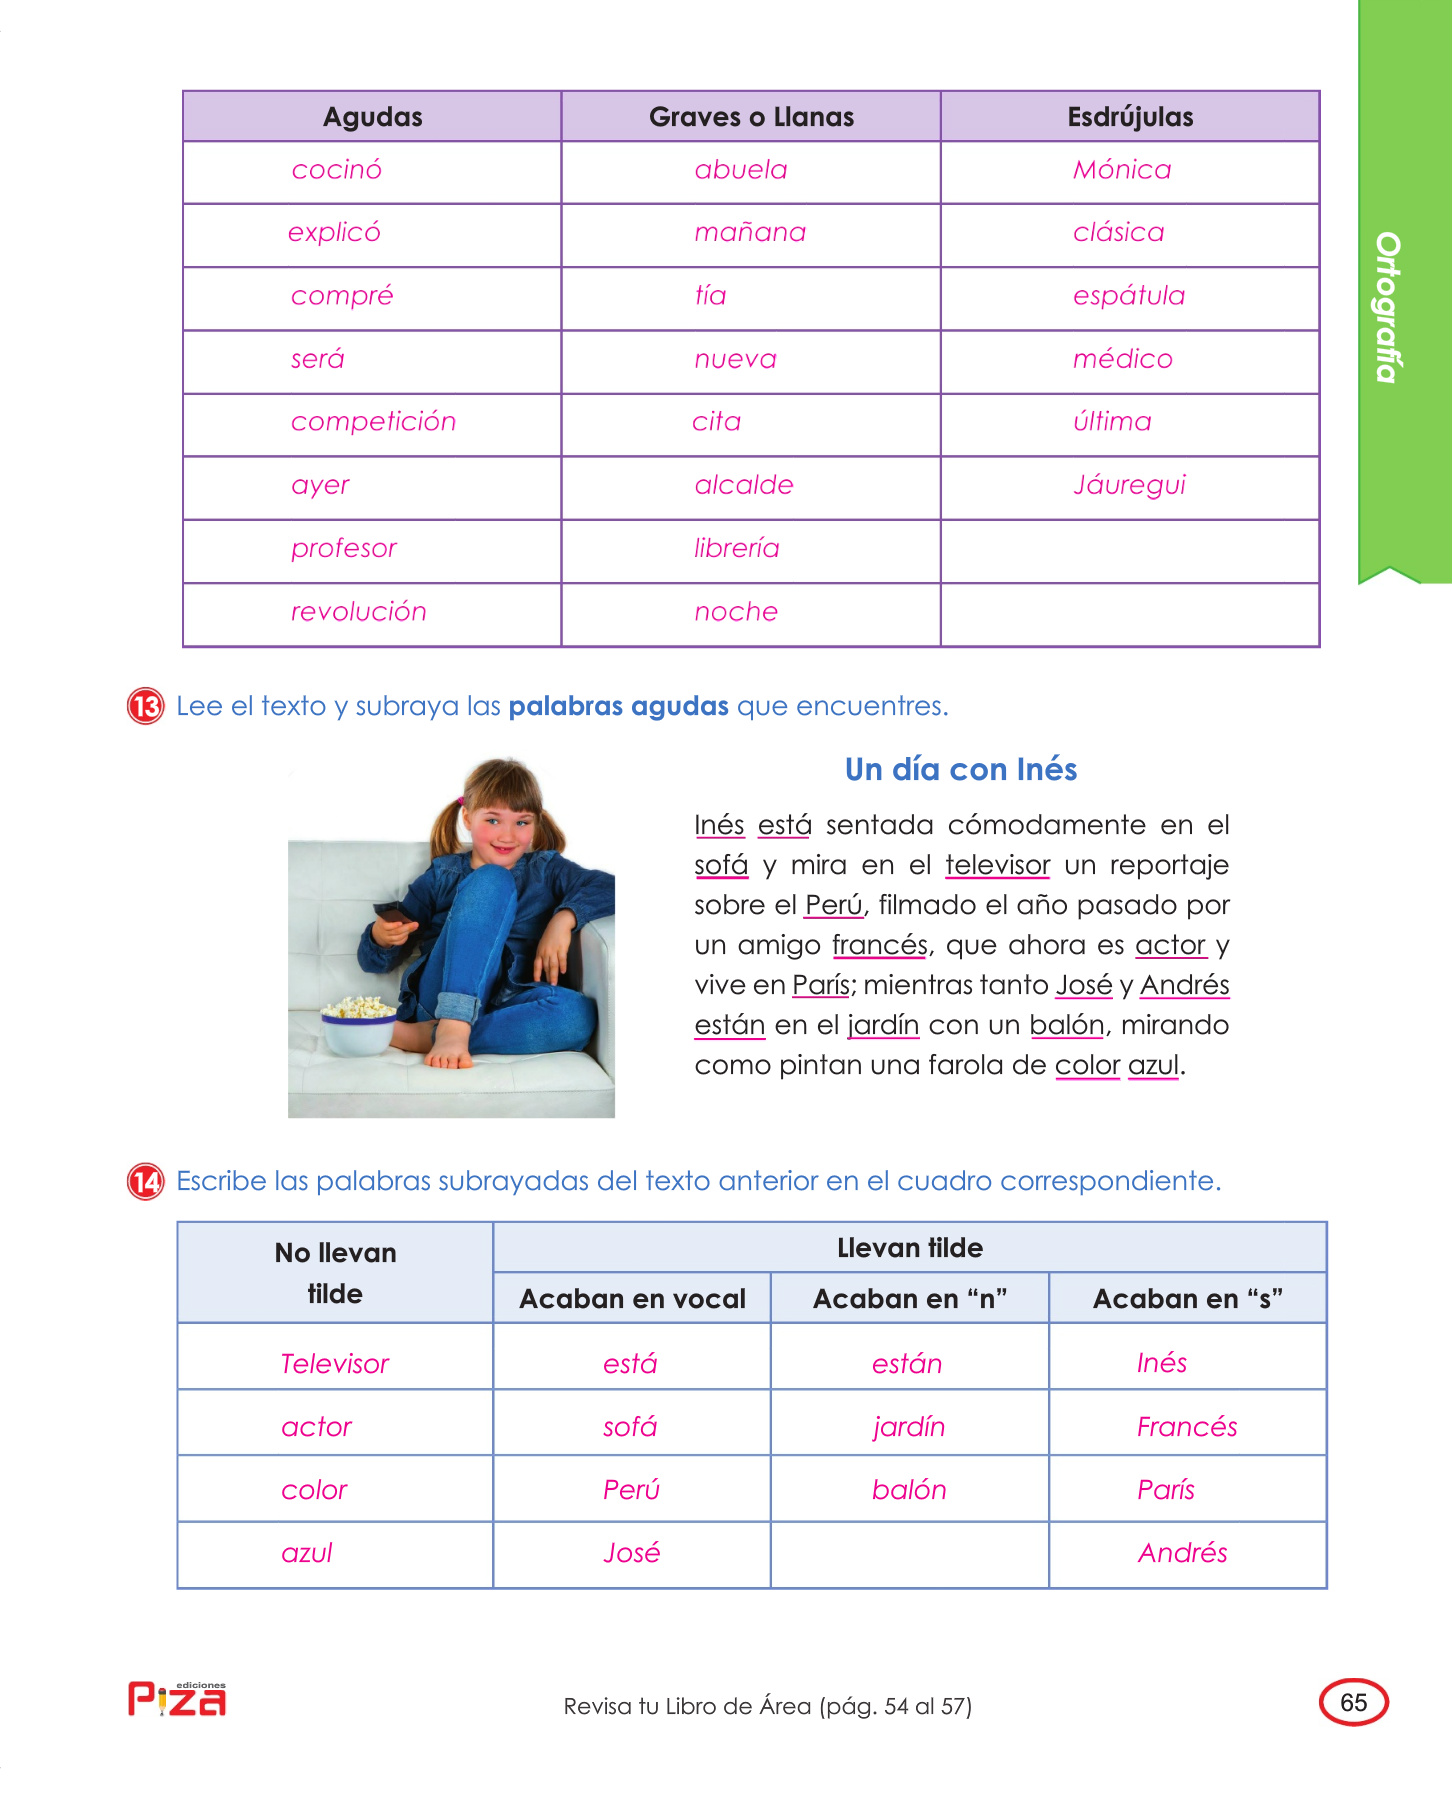 Agudas Graves o Llanas Esdrújulas
cocinó abuela Mónica
explicó mañana clásica
compré tía espátula
será nueva médico
competición cita última
ayer alcalde Jáuregui
profesor librería
revolución noche
Ortografía
13 Lee el texto y subraya las palabras agudas que encuentres.
Un día con Inés
Inés está sentada cómodamente en el
sofá y mira en el televisor un reportaje
sobre el Perú, filmado el año pasado por
un amigo francés, que ahora es actor y
vive en París; mientras tanto José y Andrés
están en el jardín con un balón, mirando
como pintan una farola de color azul.
14 Escribe las palabras subrayadas del texto anterior en el cuadro correspondiente.
No llevan
tilde
Llevan tilde
Acaban en vocal Acaban en “n” Acaban en “s”
Televisor está están Inés
actor sofá jardín Francés
color Perú balón París
azul José Andrés
ediciones
Piza
Revisa tu Libro de Área (pág. 54 al 57)
65